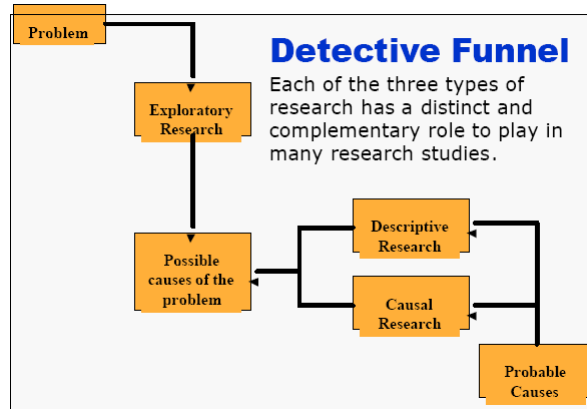 Problem
Detective Funnel
Each of the three types of
research has a distinct and
complementary role to play in
many research studies.
Exploratory
Research
Possible
causes of the
problem
Descriptive
Research
Causal
Research
Probable
Causes